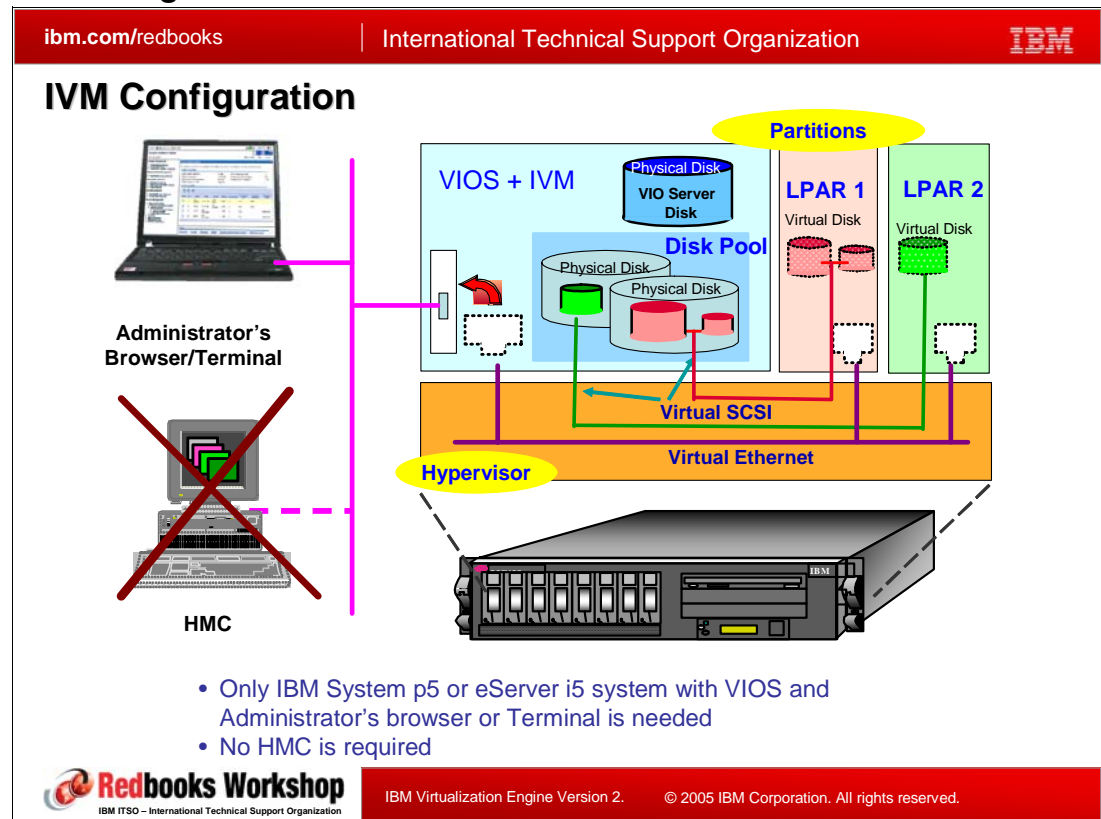 ibm.com/redbooks
International Technical Support Organization
IBM
IVM Configuration
Partitions
VIOS + IVM
Physical Disk
VIO Server
Disk
LPAR 1
LPAR 2
Virtual Disk
Virtual Disk
Disk Pool
Physical Disk
Physical Disk
Administrator's
Browser/Terminal
Virtual SCSI
Virtual Ethernet
Hypervisor
IBM
HMC
• Only IBM System p5 or eServer i5 system with VIOS and
Administrator's browser or Terminal is needed
• No HMC is required
Redbooks Workshop
IBM ITSO – International Technical Support Organization
IBM Virtualization Engine Version 2.
© 2005 IBM Corporation. All rights reserved.